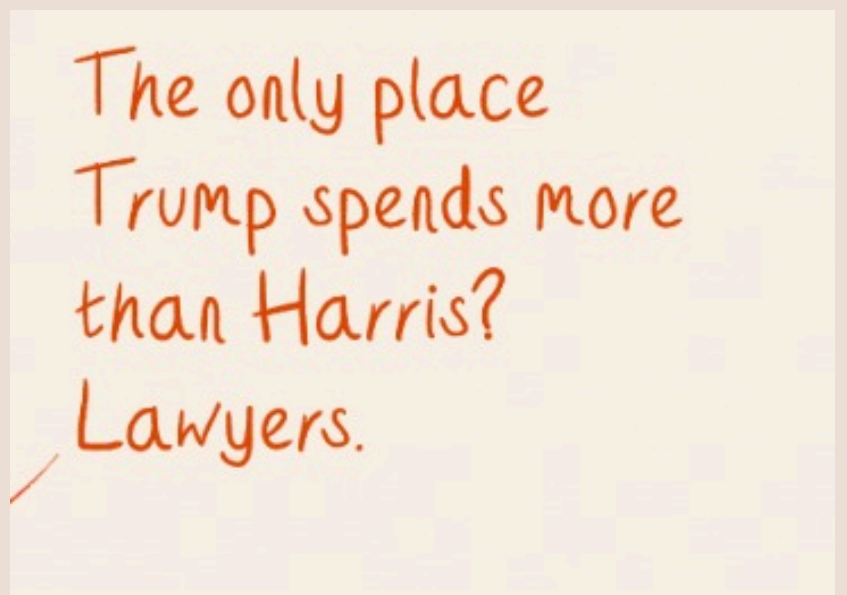 The only place
Trump spends more
than Harris?
Lawyers.